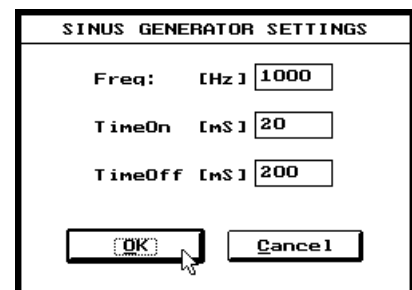 SINUS GENERATOR SETTINGS
Freq: [Hz] 1000
TimeOn [mS] 20
TimeOff [mS] 200
OK Cancel